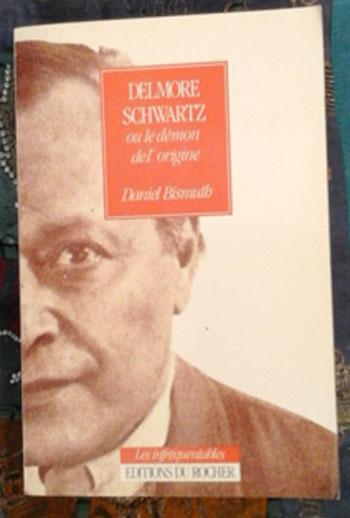 DELMORE
SCHWARTZ
ou le démon
de l' origine
Daniel Bismuth
Les infréquentables
EDITIONS DU ROCHER